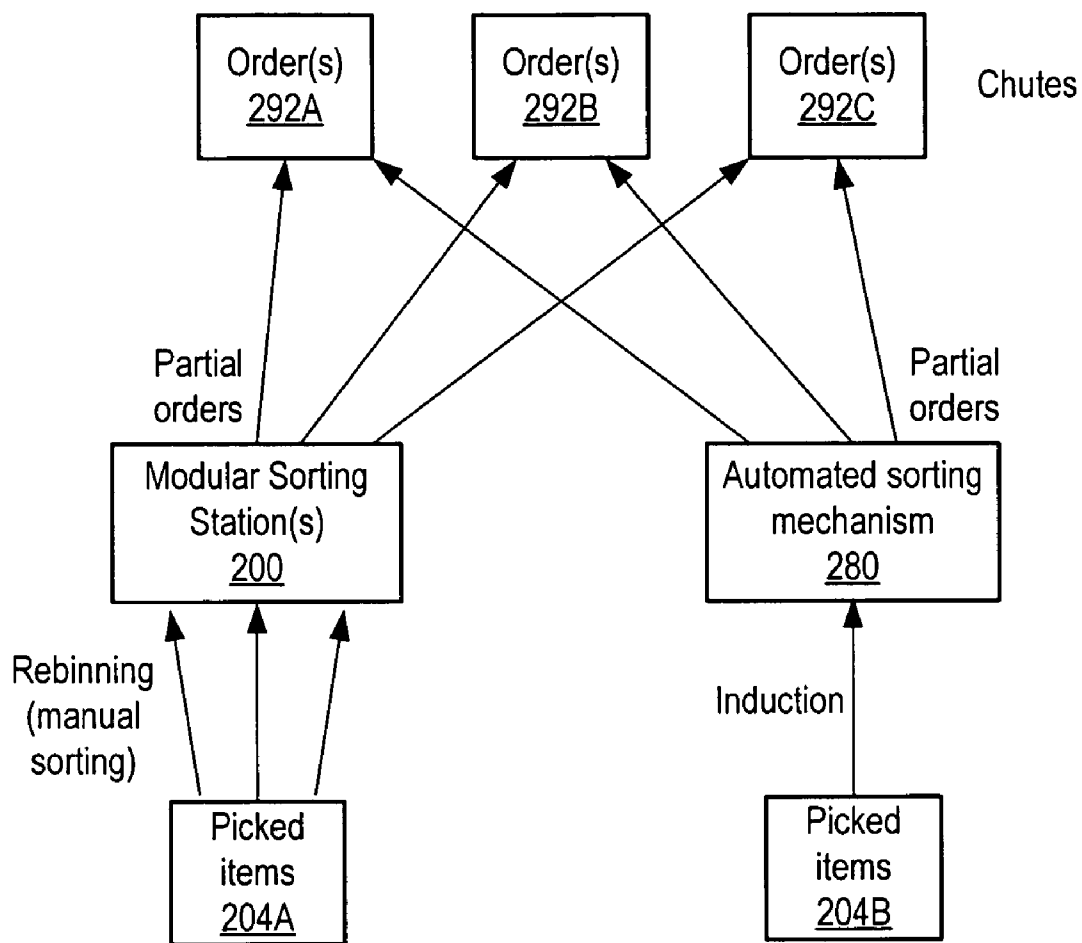 Order(s)
292A
Order(s)
292B
Order(s)
292C
Chutes
Partial
orders
Partial
orders
Modular Sorting
Station(s)
200
Automated sorting
mechanism
280
Rebinning
(manual
sorting)
Induction
Picked
items
204A
Picked
items
204B